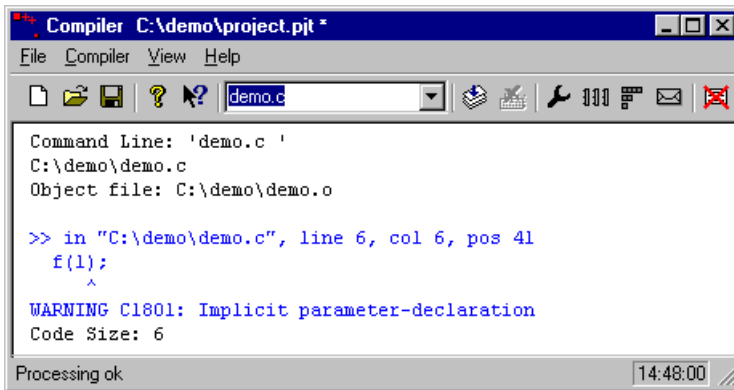 Compiler C:\demo\project.pjt *
File Compiler View Help
demo.c
Command Line: 'demo.c '
C:\demo\demo.c
Object file: C:\demo\demo.o
>> in "C:\demo\demo.c", line 6, col 6, pos 41
f(1);
^
WARNING C1801: Implicit parameter-declaration
Code Size: 6
Processing ok
14:48:00